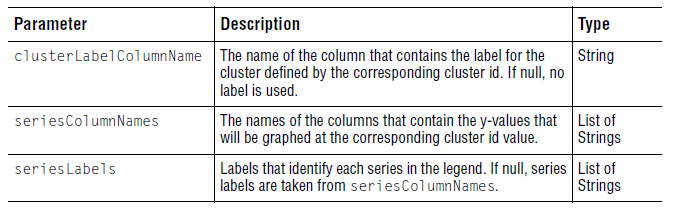 Parameter Description Type
clusterLabelColumnName The name of the column that contains the label for the String
cluster defined by the corresponding cluster id. If null, no
label is used.
seriesColumnNames The names of the columns that contain the y-values that List of
will be graphed at the corresponding cluster id value. Strings
seriesLabels Labels that identify each series in the legend. If null, series List of
labels are taken from seriesColumnNames. Strings